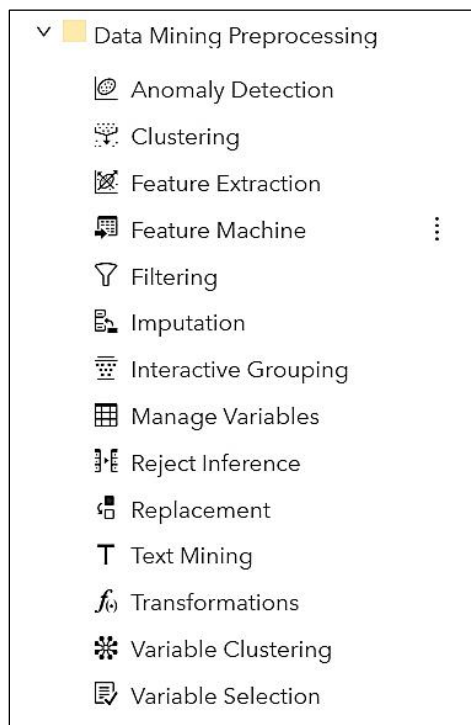 Data Mining Preprocessing
Anomaly Detection
Clustering
Feature Extraction
Feature Machine
Filtering
Imputation
Interactive Grouping
Manage Variables
Reject Inference
Replacement
Text Mining
Transformations
Variable Clustering
Variable Selection